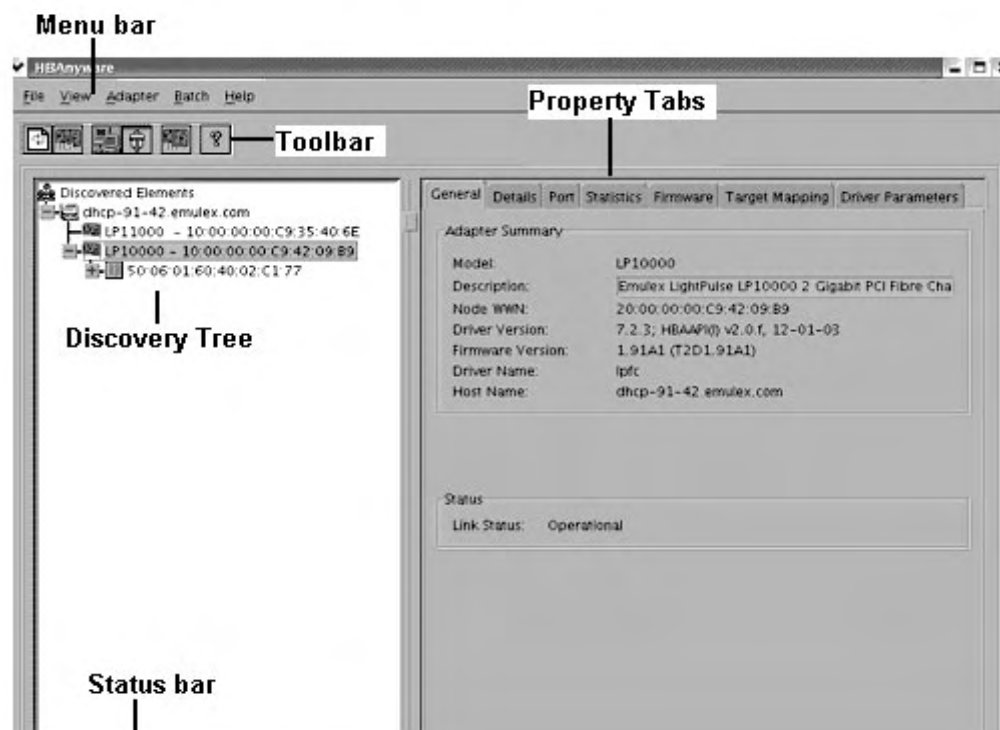 Menu bar
HBAnyware
File View Adapter Batch Help
Property Tabs
Toolbar
Discovered Elements
dhcp-91-42.emulex.com
LP11000 - 10:00:00:00:C9:35:40:6E
LP10000 - 10:00:00:00:C9:42:09:B9
50:06:01:60:40:02:C1:77
Discovery Tree
Status bar
General Details Port Statistics Firmware Target Mapping Driver Parameters
Adapter Summary
Model: LP10000
Description: Emulex LightPulse LP10000 2 Gigabit PCI Fibre Cha
Node WWN: 20:00:00:00:C9:42:09:B9
Driver Version: 7.2.3; HBAAPI(I) v2.0.f, 12-01-03
Firmware Version: 1.91A1 (T2D1.91A1)
Driver Name: lpfc
Host Name: dhcp-91-42.emulex.com
Status
Link Status: Operational